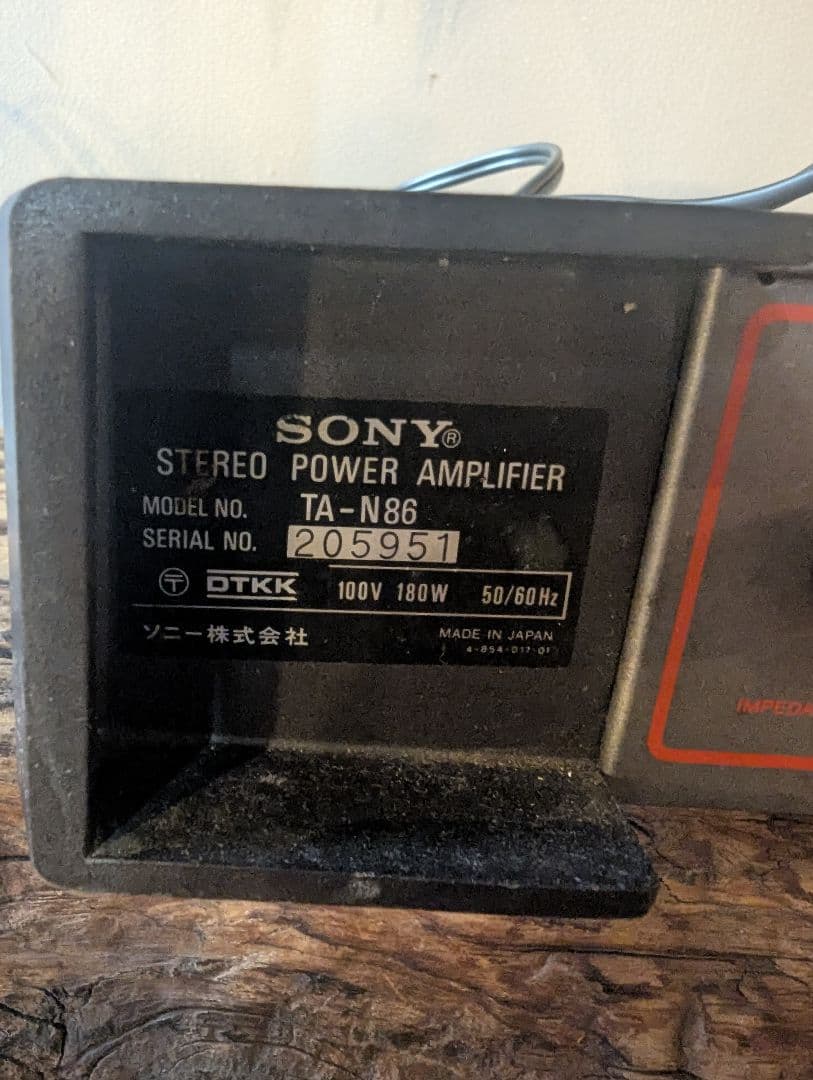 SONY®
STEREO POWER AMPLIFIER
MODEL NO. TA-N86
SERIAL NO. 205951
〒 DTKK 100V 180W 50/60Hz
ソニー株式会社 MADE IN JAPAN
4-854-017-01